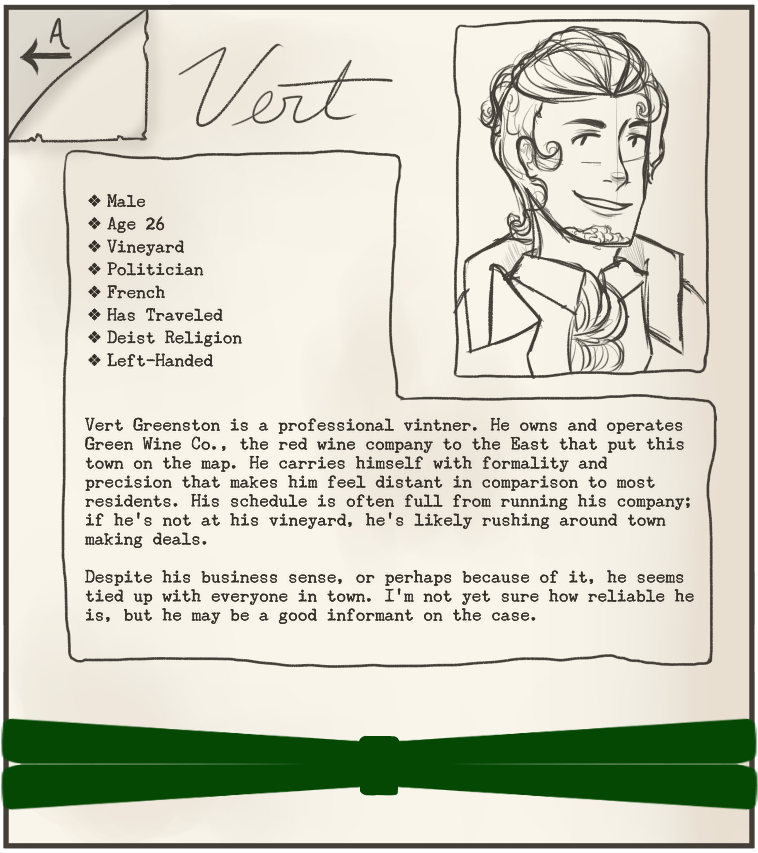 A
Vert
❖ Male
❖ Age 26
❖ Vineyard
❖ Politician
❖ French
❖ Has Traveled
❖ Deist Religion
❖ Left-Handed
Vert Greenston is a professional vintner. He owns and operates
Green Wine Co., the red wine company to the East that put this
town on the map. He carries himself with formality and
precision that makes him feel distant in comparison to most
residents. His schedule is often full from running his company;
if he's not at his vineyard, he's likely rushing around town
making deals.
Despite his business sense, or perhaps because of it, he seems
tied up with everyone in town. I'm not yet sure how reliable he
is, but he may be a good informant on the case.